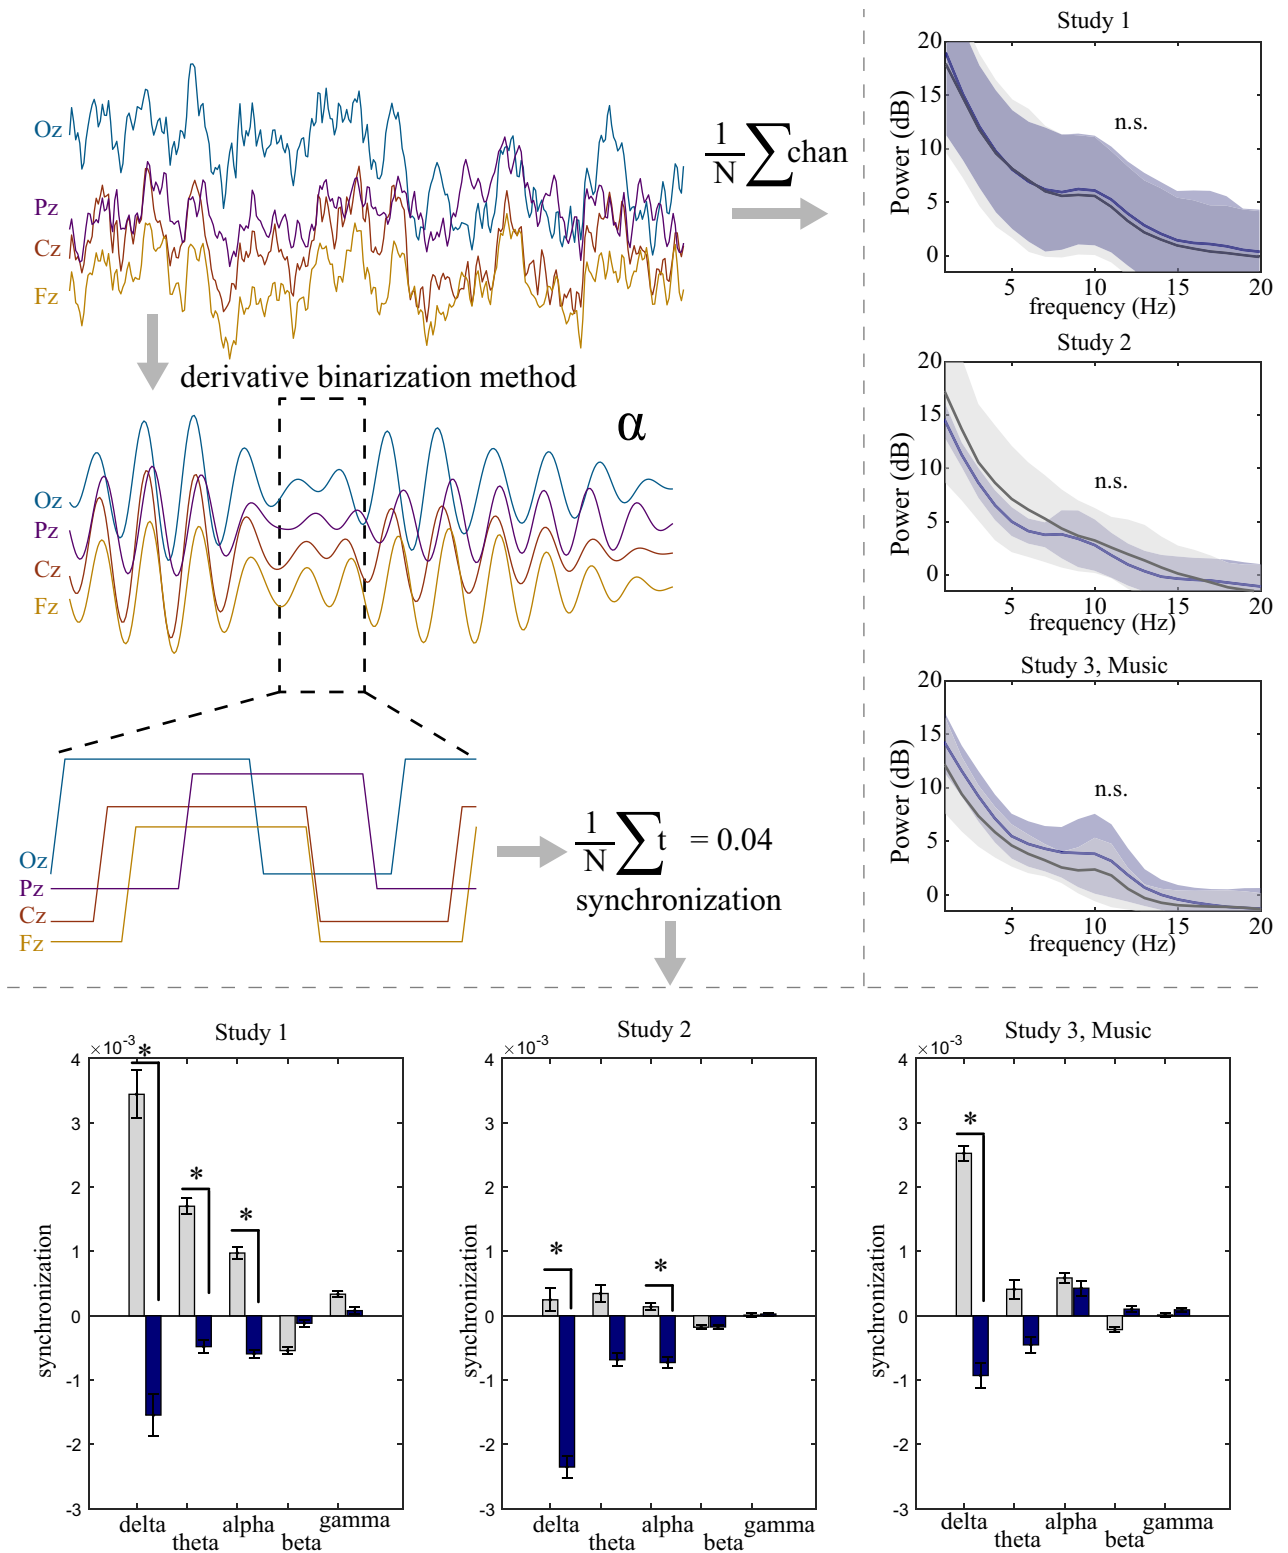 Oz
Pz
Cz
Fz
1
N
∑
chan
derivative binarization method
α
Oz
Pz
Cz
Fz
Oz
Pz
Cz
Fz
1
N
∑
t = 0.04
synchronization
Study 1
20
15
10
5
0
Power (dB)
n.s.
5 10 15 20
frequency (Hz)
Study 2
20
15
10
5
0
Power (dB)
n.s.
5 10 15 20
frequency (Hz)
Study 3, Music
20
15
10
5
0
Power (dB)
n.s.
5 10 15 20
frequency (Hz)
Study 1
×10⁻³
4
3
2
1
0
-1
-2
-3
synchronization
*
*
*
delta theta alpha beta gamma
Study 2
×10⁻³
4
3
2
1
0
-1
-2
-3
synchronization
*
*
delta theta alpha beta gamma
Study 3, Music
×10⁻³
4
3
2
1
0
-1
-2
-3
synchronization
*
delta theta alpha beta gamma